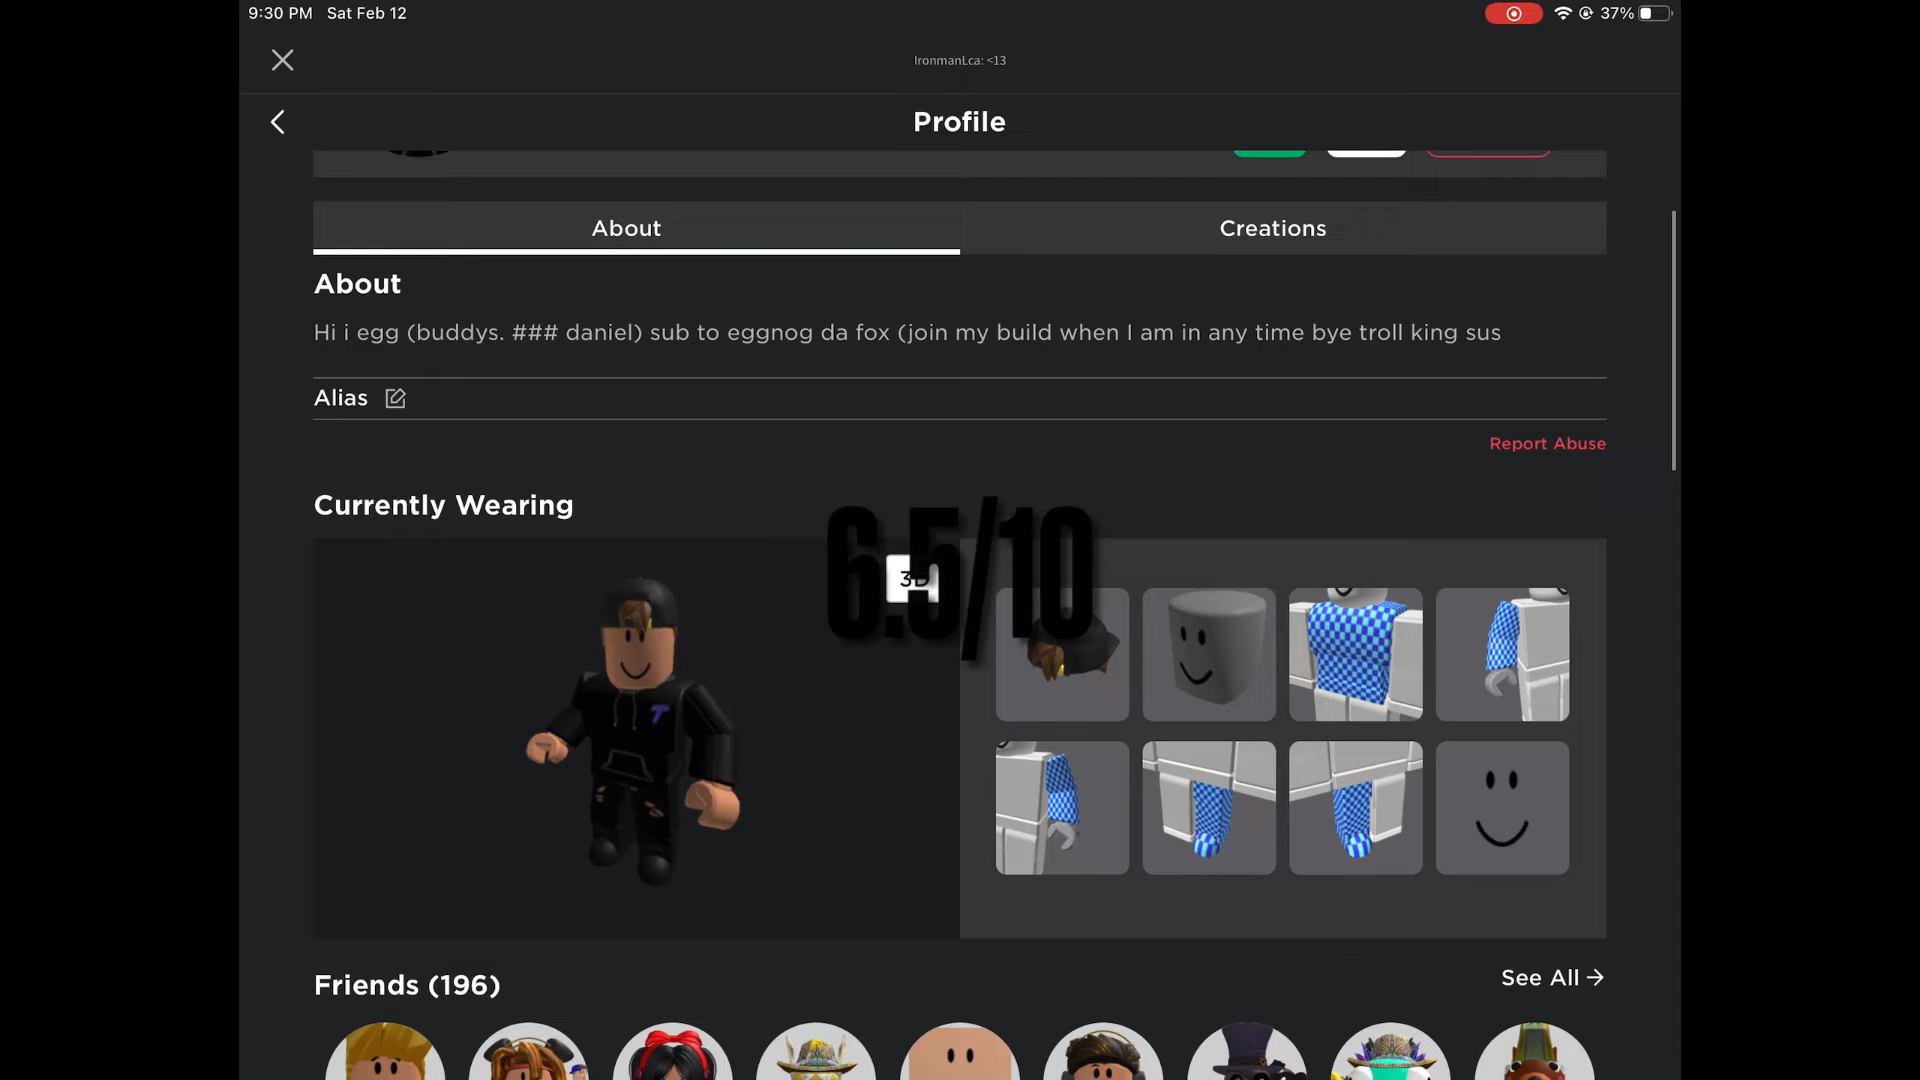 9:30 PM Sat Feb 12
37%
IronmanLca: <13
Profile
About
Creations
About
Hi i egg (buddys. ### daniel) sub to eggnog da fox (join my build when I am in any time bye troll king sus
Alias
Report Abuse
Currently Wearing
6.5/10
3D
T
Friends (196)
See All →